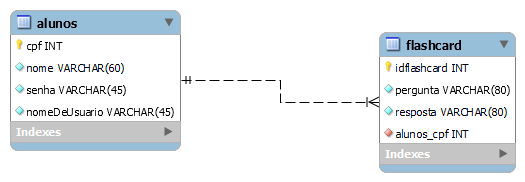 alunos
cpf INT
nome VARCHAR(60)
senha VARCHAR(45)
nomeDeUsuario VARCHAR(45)
Indexes
flashcard
idflashcard INT
pergunta VARCHAR(80)
resposta VARCHAR(80)
alunos_cpf INT
Indexes